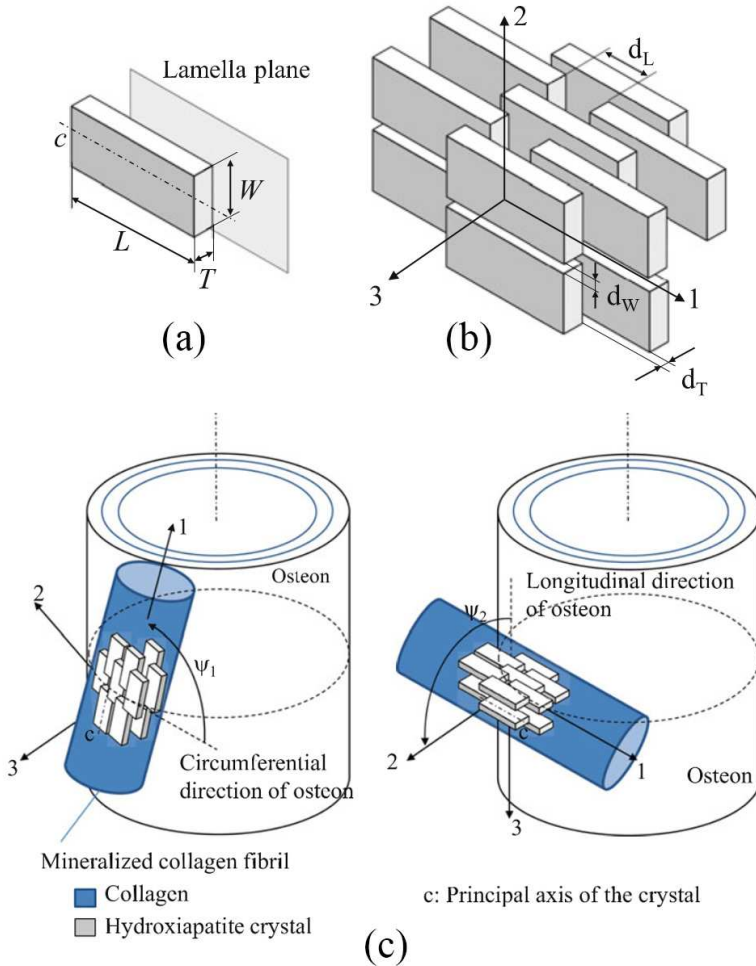 Lamella plane
c
W
L
T
(a)
2
d_L
3
1
d_W
d_T
(b)
1
2
Osteon
ψ1
c
3
Circumferential
direction of osteon
Mineralized collagen fibril
Collagen
Hydroxiapatite crystal
Longitudinal direction
of osteon
ψ2
c
2
1
3
Osteon
c: Principal axis of the crystal
(c)